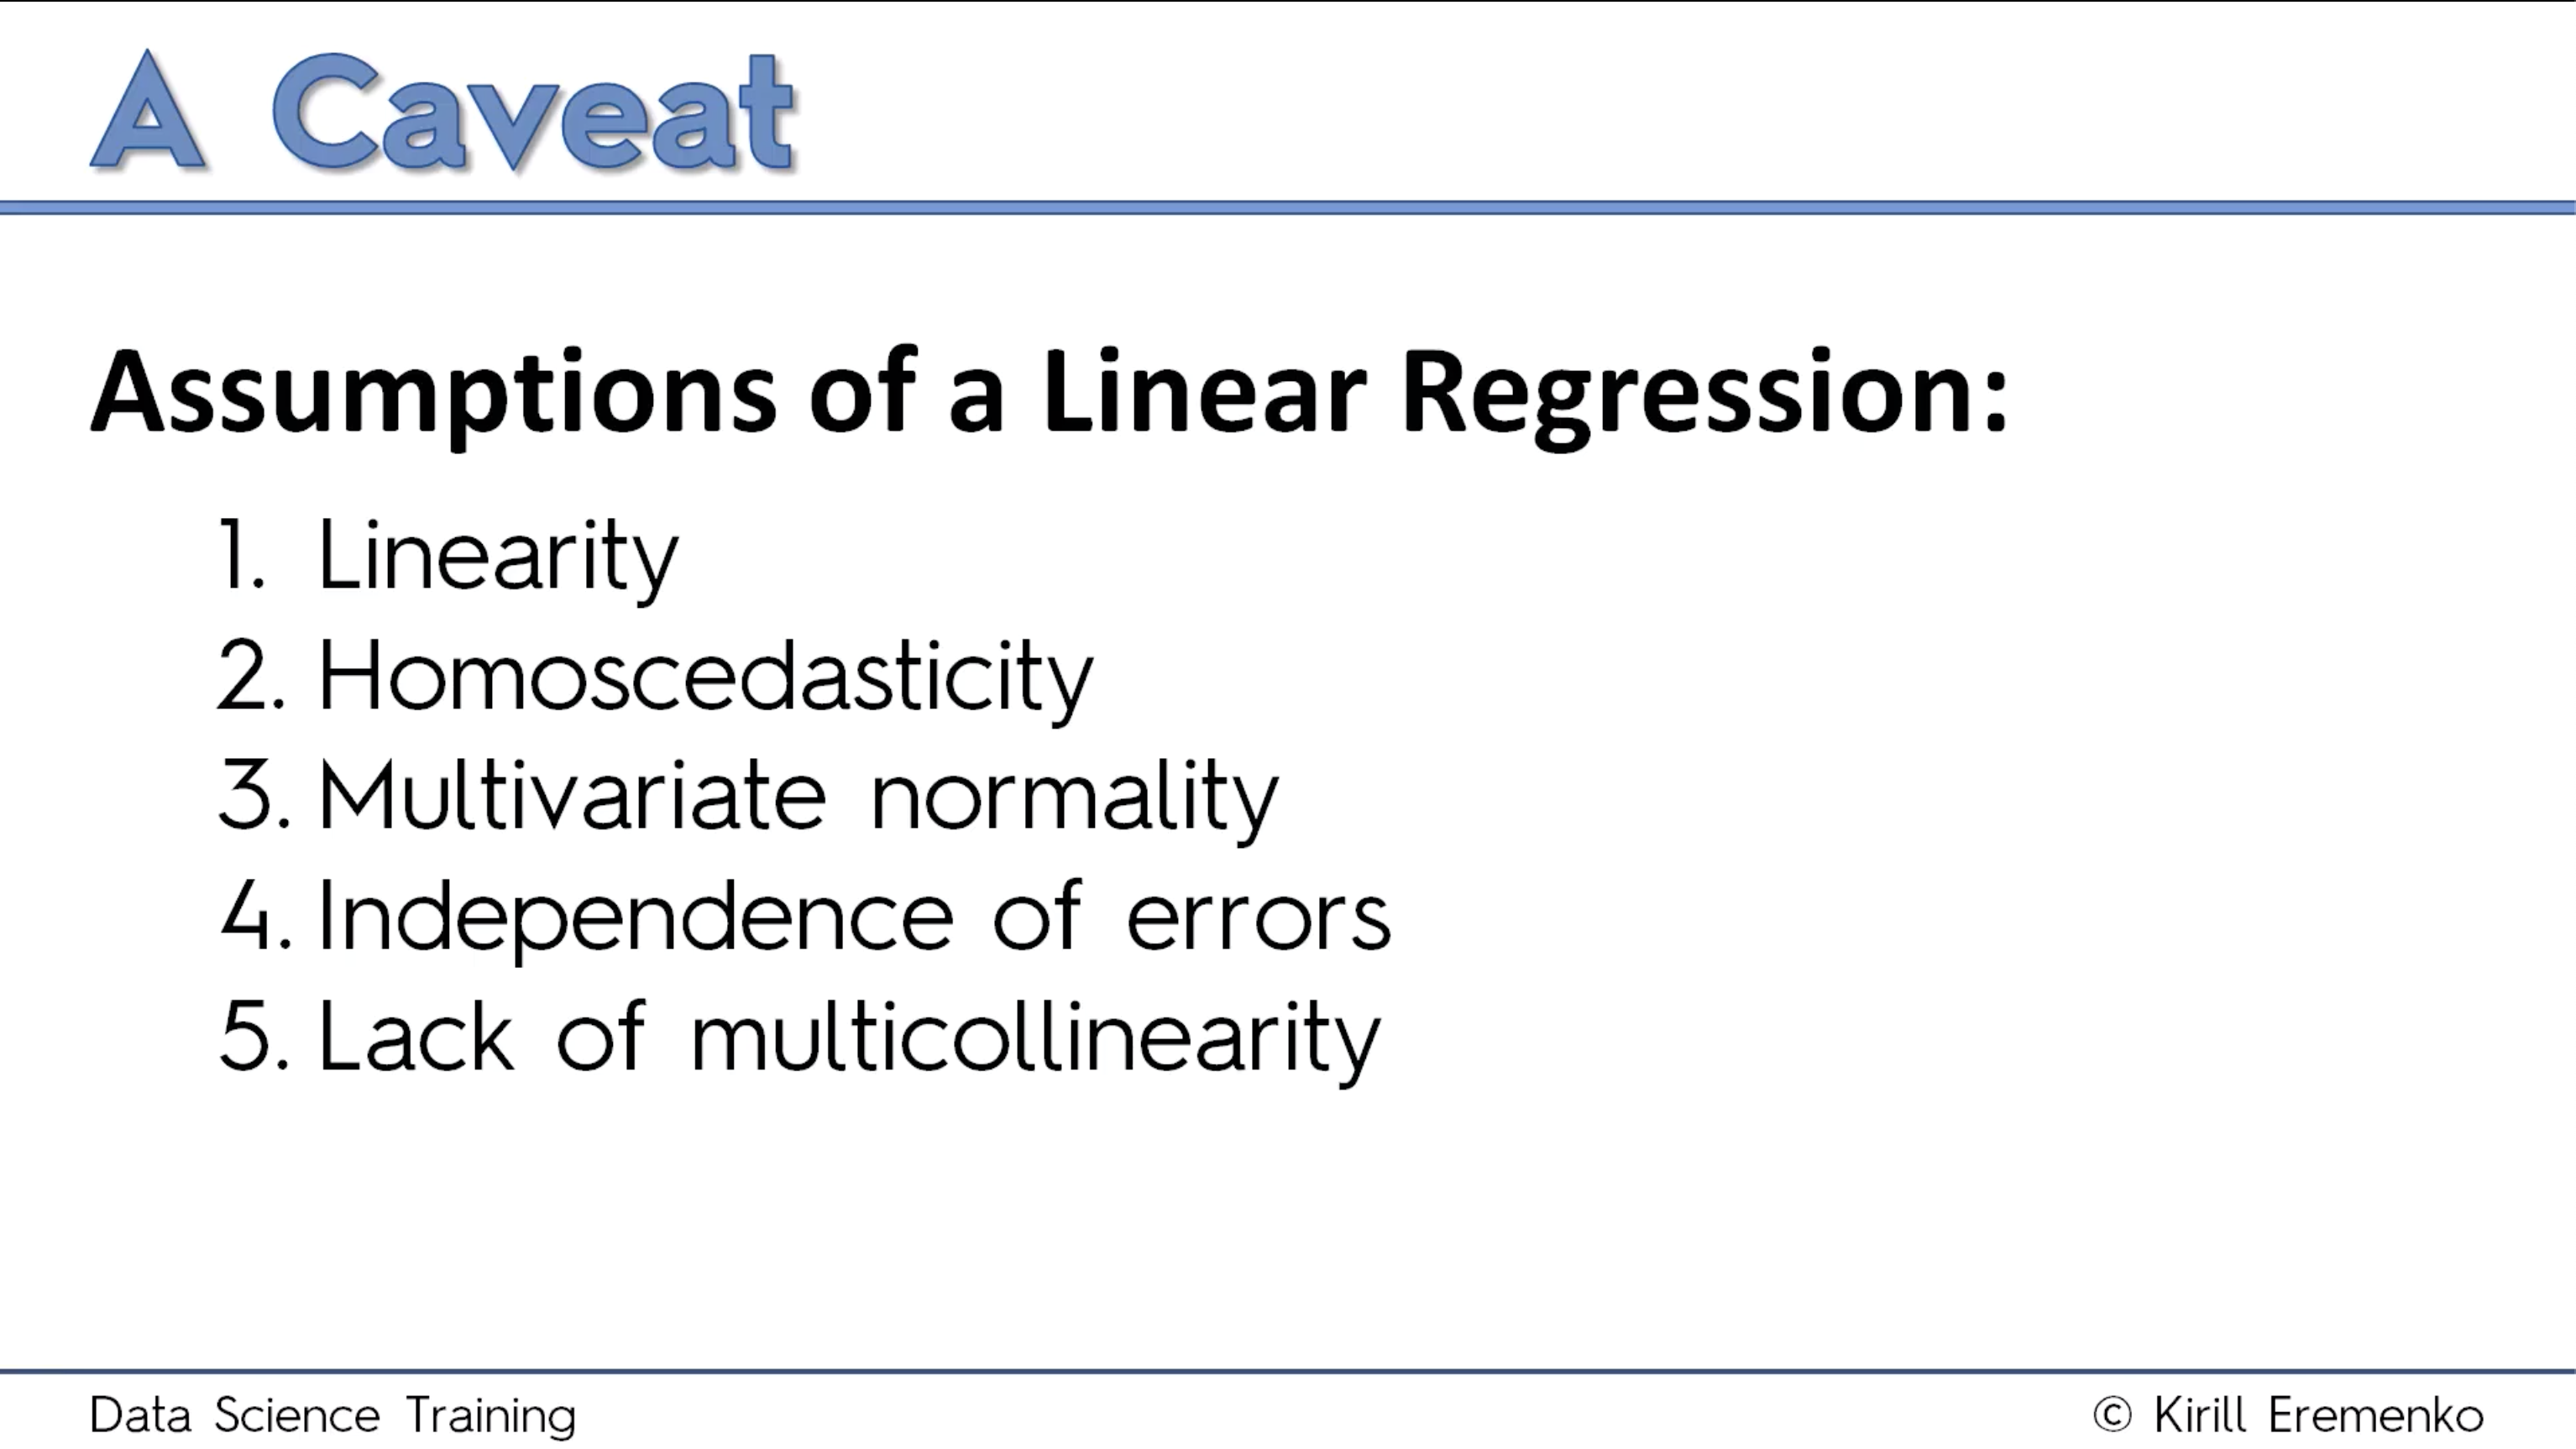 A Caveat
Assumptions of a Linear Regression:
1. Linearity
2. Homoscedasticity
3. Multivariate normality
4. Independence of errors
5. Lack of multicollinearity
Data Science Training
© Kirill Eremenko